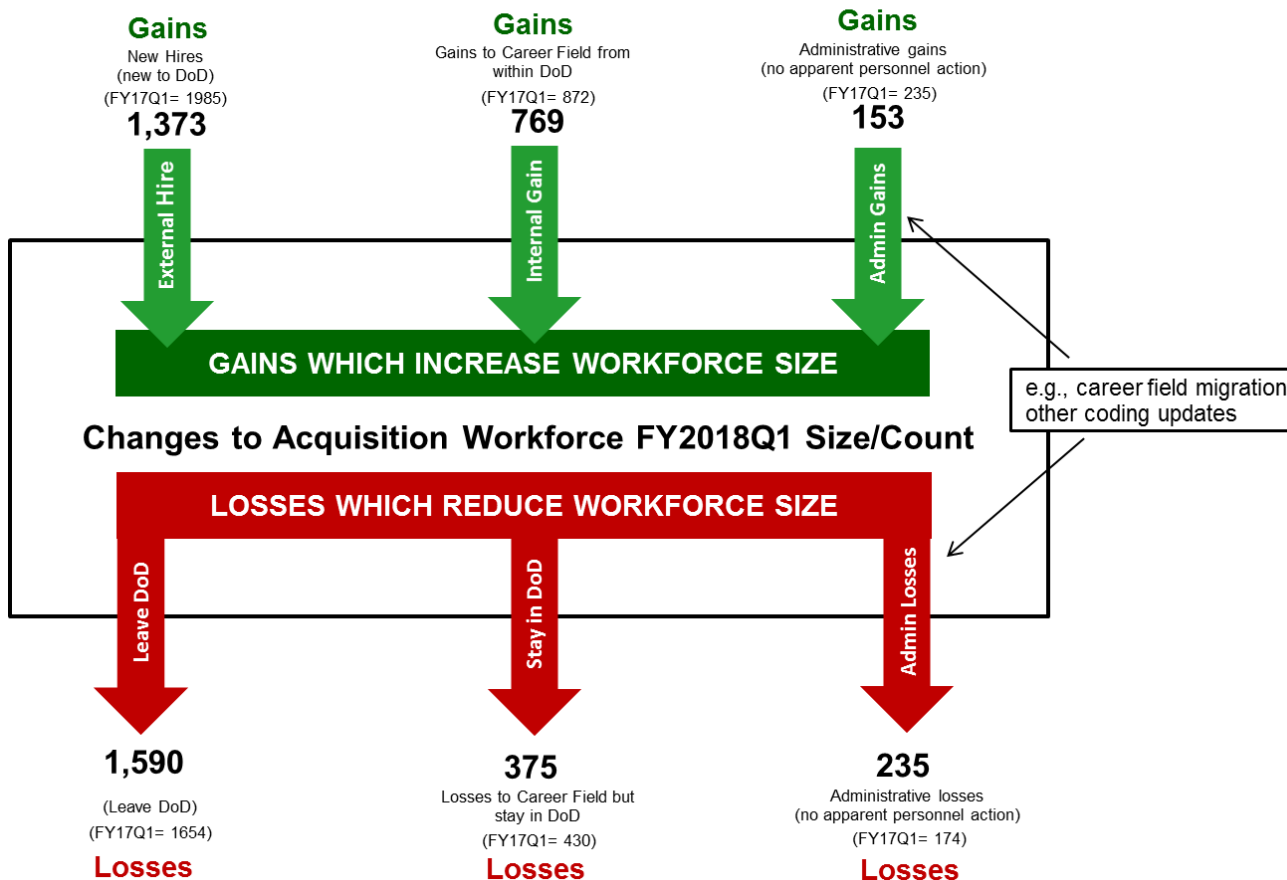 Gains
New Hires
(new to DoD)
(FY17Q1= 1985)
1,373
Gains
Gains to Career Field from
within DoD
(FY17Q1= 872)
769
Gains
Administrative gains
(no apparent personnel action)
(FY17Q1= 235)
153
External Hire
Internal Gain
Admin Gains
GAINS WHICH INCREASE WORKFORCE SIZE
e.g., career field migration
other coding updates
Changes to Acquisition Workforce FY2018Q1 Size/Count
LOSSES WHICH REDUCE WORKFORCE SIZE
Leave DoD
Stay in DoD
Admin Losses
1,590
(Leave DoD)
(FY17Q1= 1654)
Losses
375
Losses to Career Field but
stay in DoD
(FY17Q1= 430)
Losses
235
Administrative losses
(no apparent personnel action)
(FY17Q1= 174)
Losses